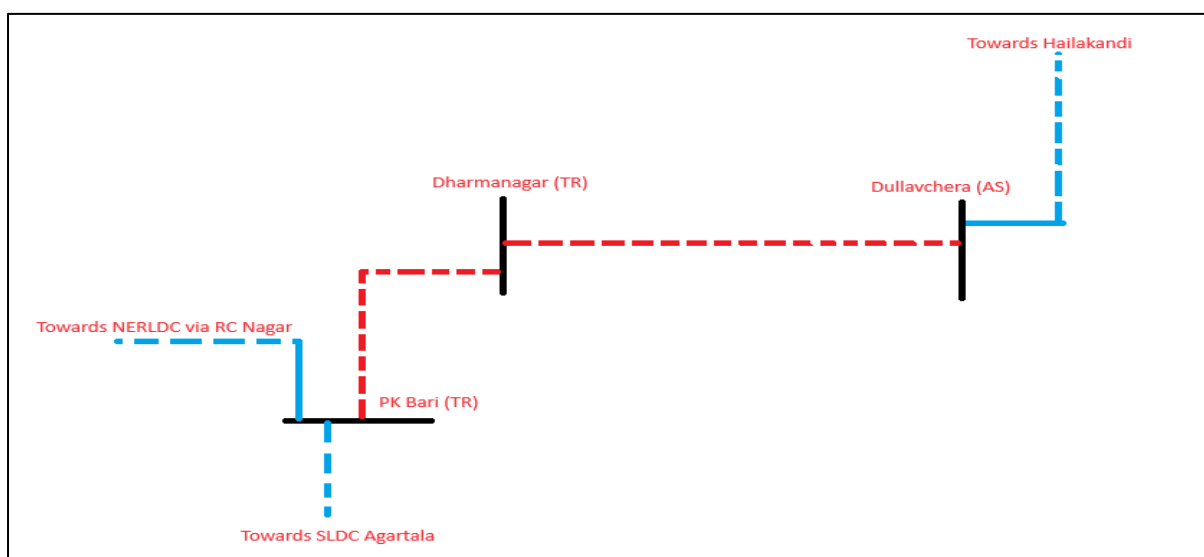 Towards Hailakandi
Dharmanagar (TR)
Dullavchera (AS)
Towards NERLDC via RC Nagar
PK Bari (TR)
Towards SLDC Agartala